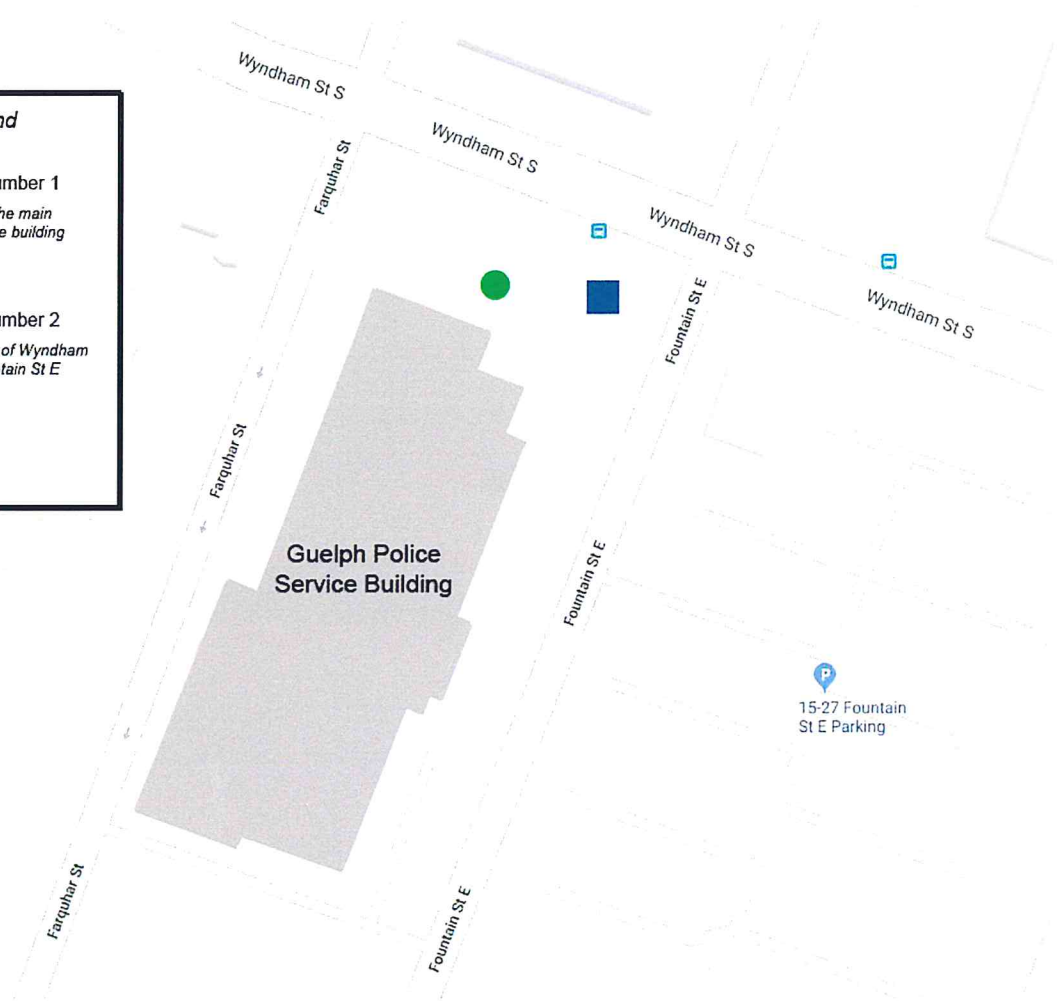 nd
umber 1
he main
e building
umber 2
of Wyndham
tain St E
Wyndham St S
Wyndham St S
Wyndham St S
Wyndham St S
Farquhar St
Farquhar St
Farquhar St
Fountain St E
Fountain St E
Fountain St E
Guelph Police
Service Building
P
15-27 Fountain
St E Parking